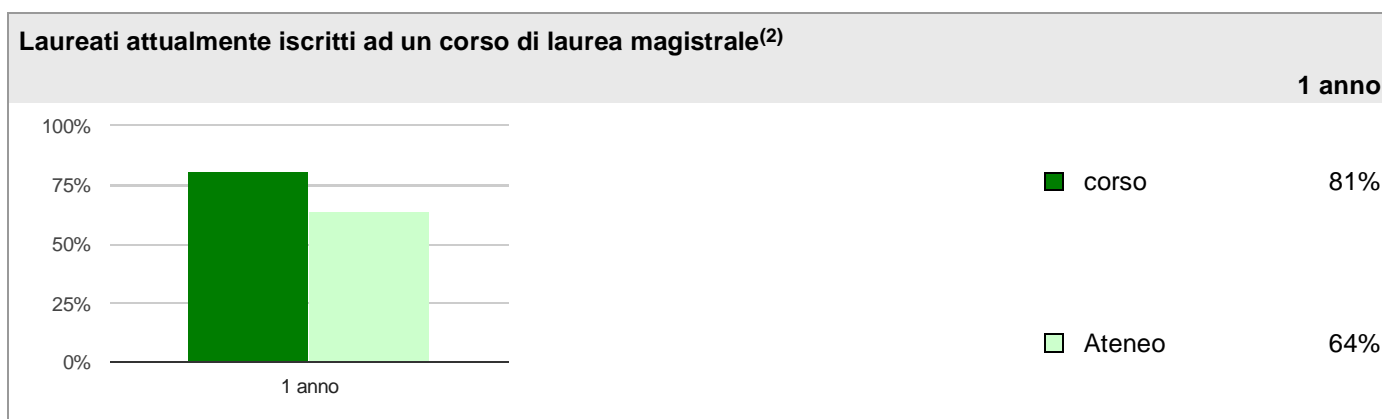 Laureati attualmente iscritti ad un corso di laurea magistrale(2)
1 anno
100%
75%
50%
25%
0%
1 anno
corso 81%
Ateneo 64%